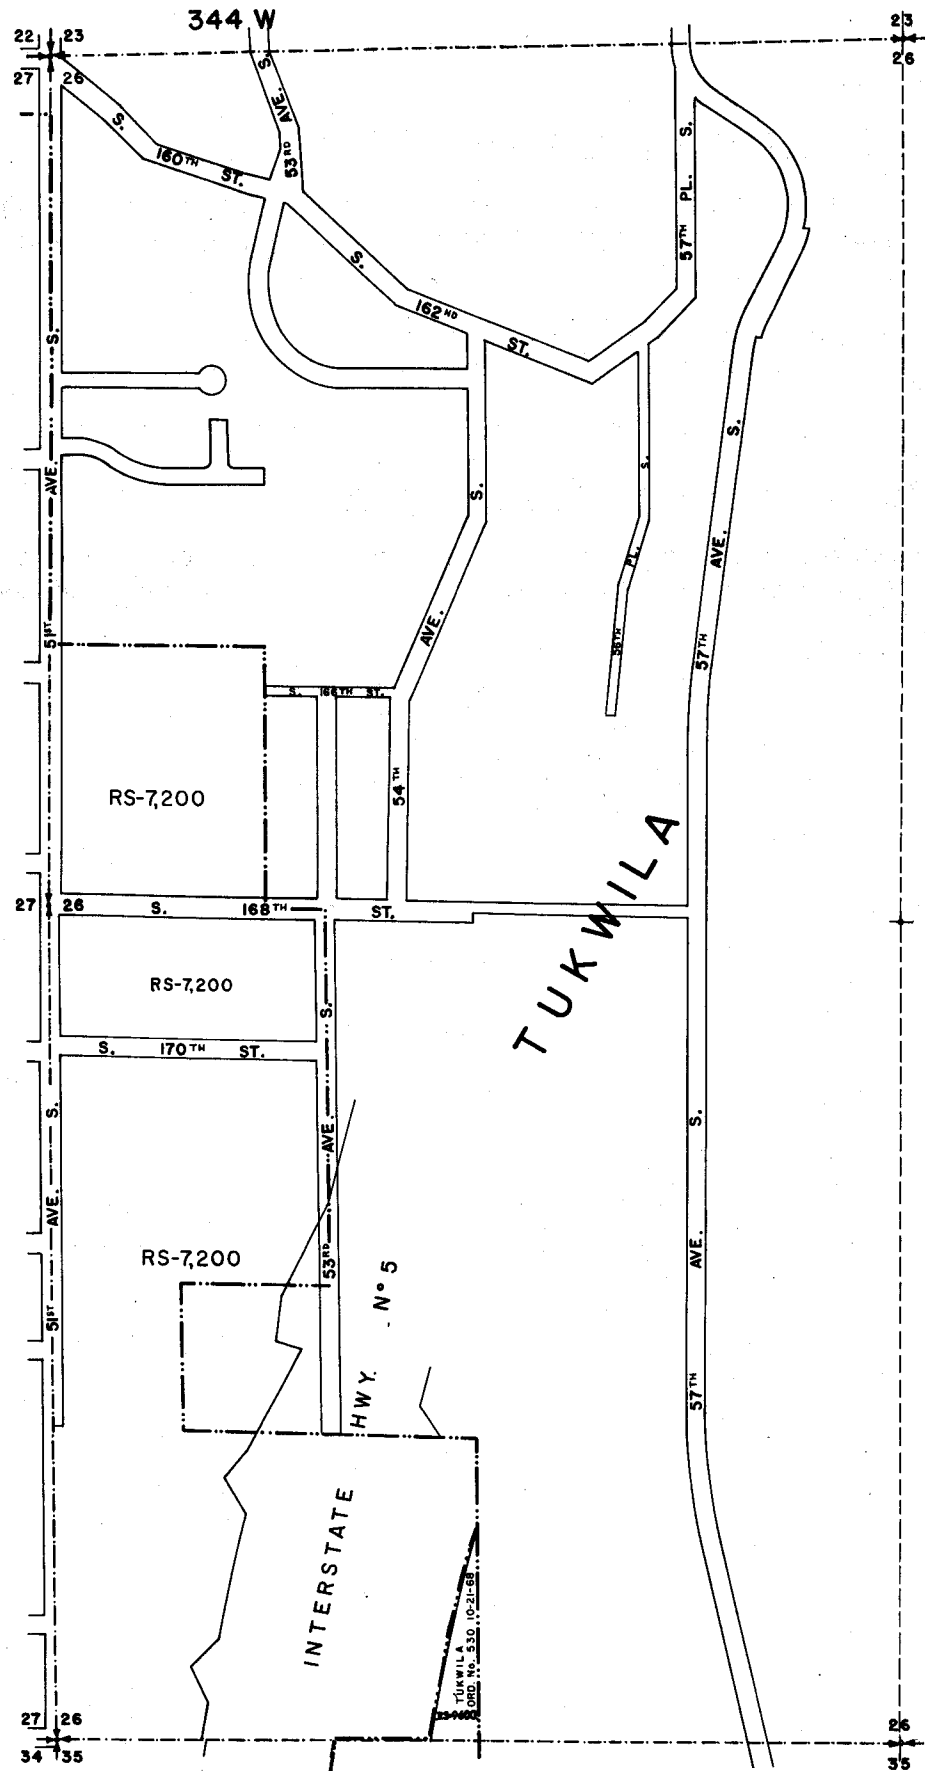 344 W
22 23
23
27 26
26
S. 160TH ST.
53RD AVE. S.
S. 162ND ST.
57TH PL. S.
51ST AVE. S.
S.
AVE.
54TH
56TH PL. S.
57TH AVE. S.
S. 166TH ST.
RS-7,200
TUKWILA
27 26
S. 168TH ST.
RS-7,200
S. 170TH ST.
53RD AVE. S.
51ST AVE. S.
57TH AVE. S.
RS-7,200
INTERSTATE HWY. Nº 5
TUKWILA
ORD. No. 530 10-21-68
27 26
26
34 35
35